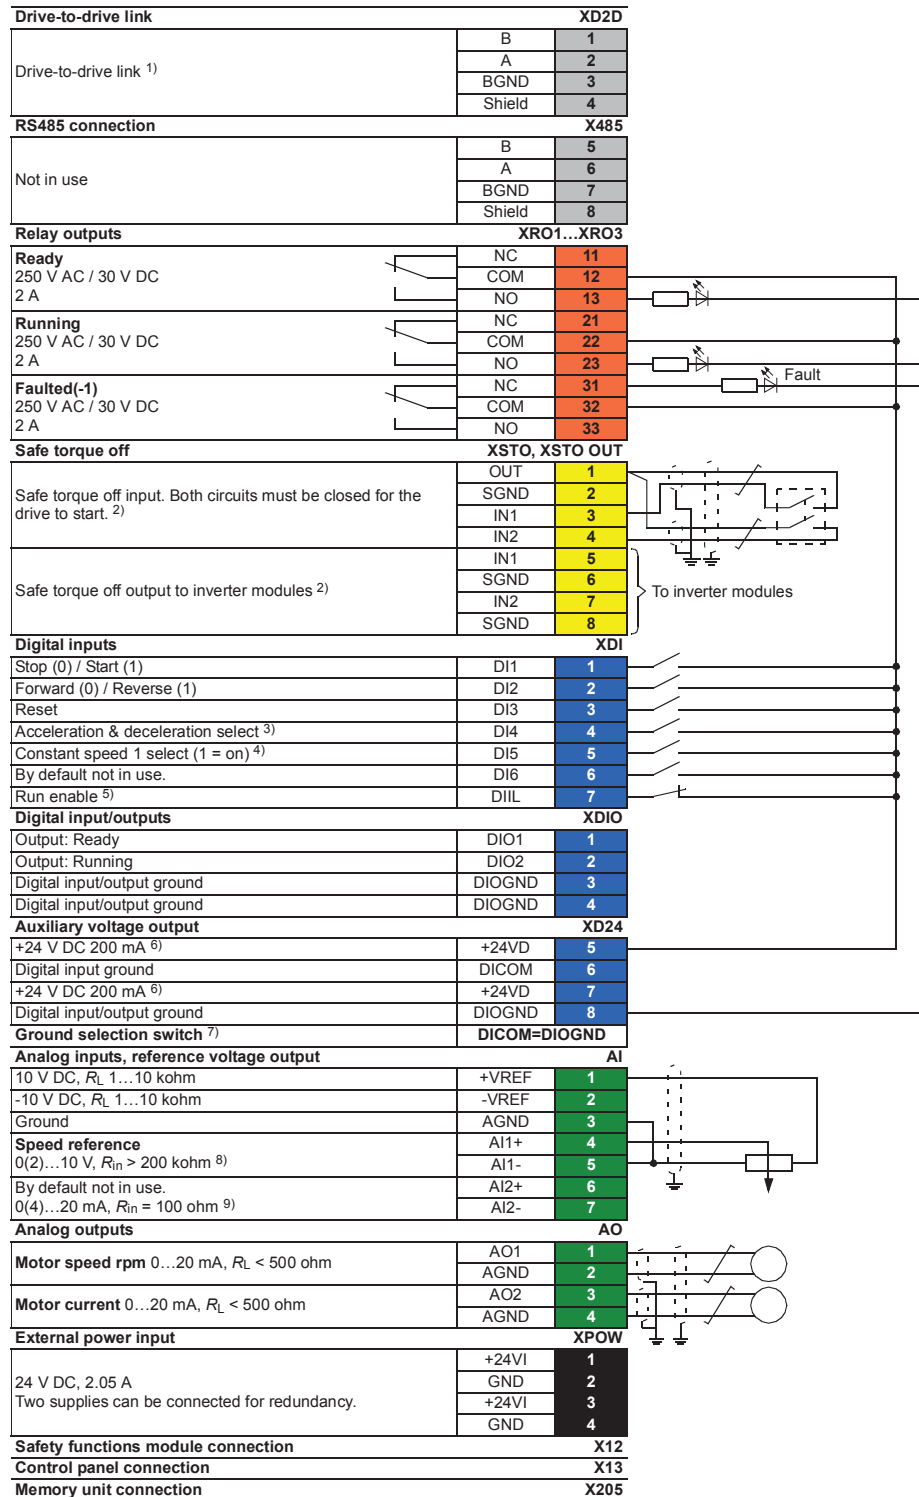 Drive-to-drive link XD2D
Drive-to-drive link 1)
B 1
A 2
BGND 3
Shield 4
RS485 connection X485
Not in use
B 5
A 6
BGND 7
Shield 8
Relay outputs XRO1…XRO3
Ready
250 V AC / 30 V DC
2 A
NC 11
COM 12
NO 13
Running
250 V AC / 30 V DC
2 A
NC 21
COM 22
NO 23
Faulted(-1)
250 V AC / 30 V DC
2 A
NC 31
COM 32
NO 33
Fault
Safe torque off XSTO, XSTO OUT
Safe torque off input. Both circuits must be closed for the
drive to start. 2)
OUT 1
SGND 2
IN1 3
IN2 4
Safe torque off output to inverter modules 2)
IN1 5
SGND 6
IN2 7
SGND 8
To inverter modules
Digital inputs XDI
Stop (0) / Start (1) DI1 1
Forward (0) / Reverse (1) DI2 2
Reset DI3 3
Acceleration & deceleration select 3) DI4 4
Constant speed 1 select (1 = on) 4) DI5 5
By default not in use. DI6 6
Run enable 5) DIIL 7
Digital input/outputs XDIO
Output: Ready DIO1 1
Output: Running DIO2 2
Digital input/output ground DIOGND 3
Digital input/output ground DIOGND 4
Auxiliary voltage output XD24
+24 V DC 200 mA 6) +24VD 5
Digital input ground DICOM 6
+24 V DC 200 mA 6) +24VD 7
Digital input/output ground DIOGND 8
Ground selection switch 7) DICOM=DIOGND
Analog inputs, reference voltage output AI
10 V DC, RL 1…10 kohm +VREF 1
-10 V DC, RL 1…10 kohm -VREF 2
Ground AGND 3
Speed reference
0(2)…10 V, Rin > 200 kohm 8)
AI1+ 4
AI1- 5
By default not in use.
0(4)…20 mA, Rin = 100 ohm 9)
AI2+ 6
AI2- 7
Analog outputs AO
Motor speed rpm 0…20 mA, RL < 500 ohm
AO1 1
AGND 2
Motor current 0…20 mA, RL < 500 ohm
AO2 3
AGND 4
External power input XPOW
24 V DC, 2.05 A
Two supplies can be connected for redundancy.
+24VI 1
GND 2
+24VI 3
GND 4
Safety functions module connection X12
Control panel connection X13
Memory unit connection X205